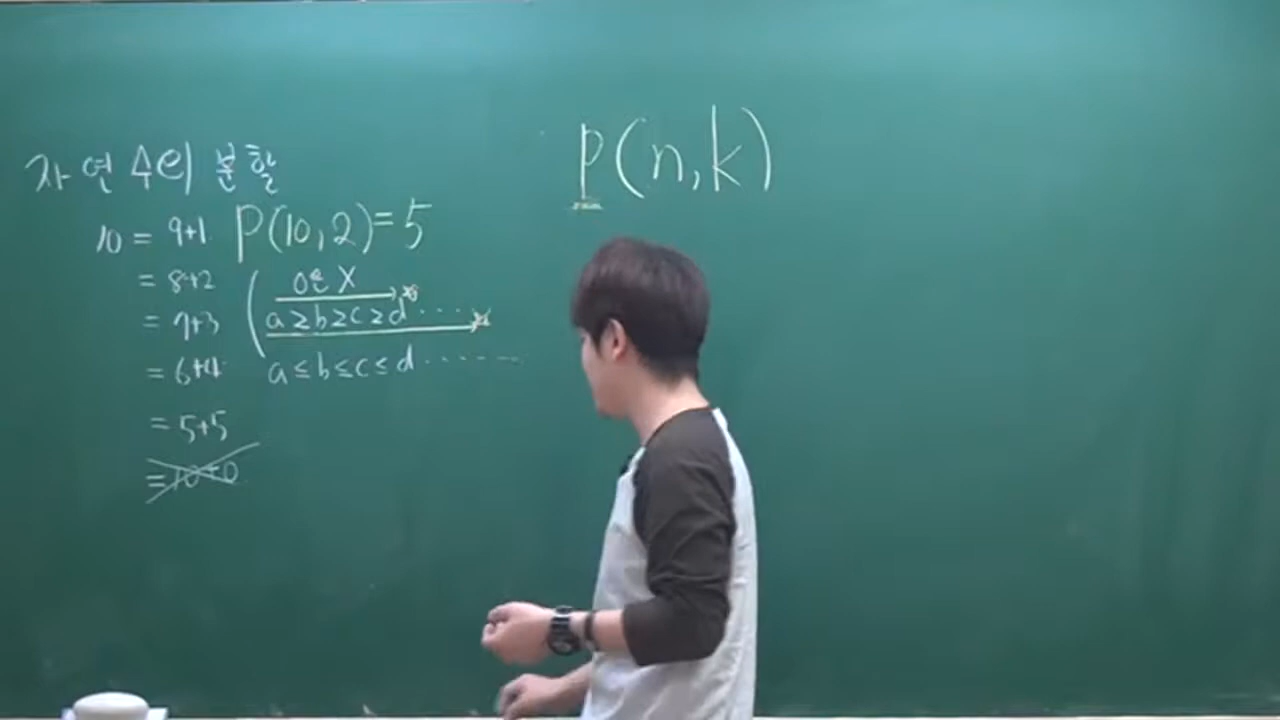 자연수의 분할
10 = 9+1 P(10,2)=5
= 8+2 0은 X
= 7+3 a≥b≥c≥d·····
= 6+4 a≤b≤c≤d······
= 5+5
= 10+0
P(n,k)